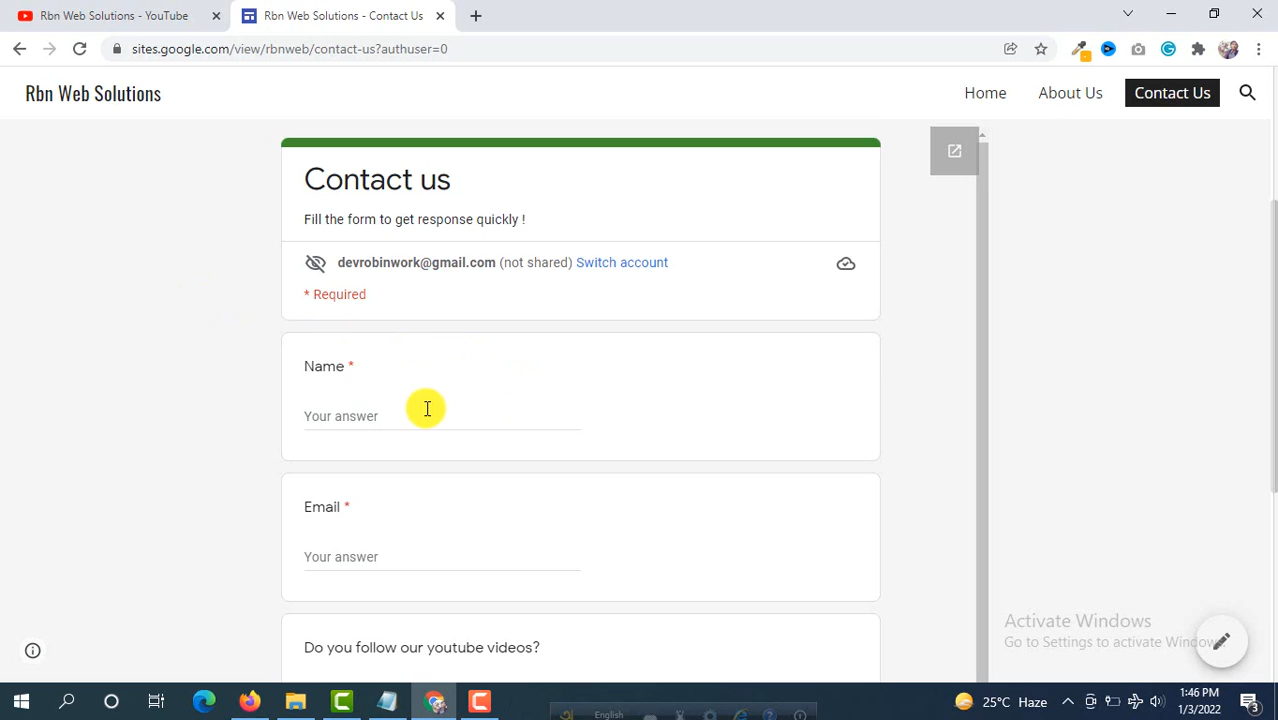 Rbn Web Solutions - YouTube
Rbn Web Solutions - Contact Us
sites.google.com/view/rbnweb/contact-us?authuser=0
Rbn Web Solutions
Home
About Us
Contact Us
Contact us
Fill the form to get response quickly !
devrobinwork@gmail.com (not shared) Switch account
* Required
Name *
Your answer
Email *
Your answer
Do you follow our youtube videos?
Activate Windows
Go to Settings to activate Windows.
25°C Haze
1:46 PM
1/3/2022
3
English